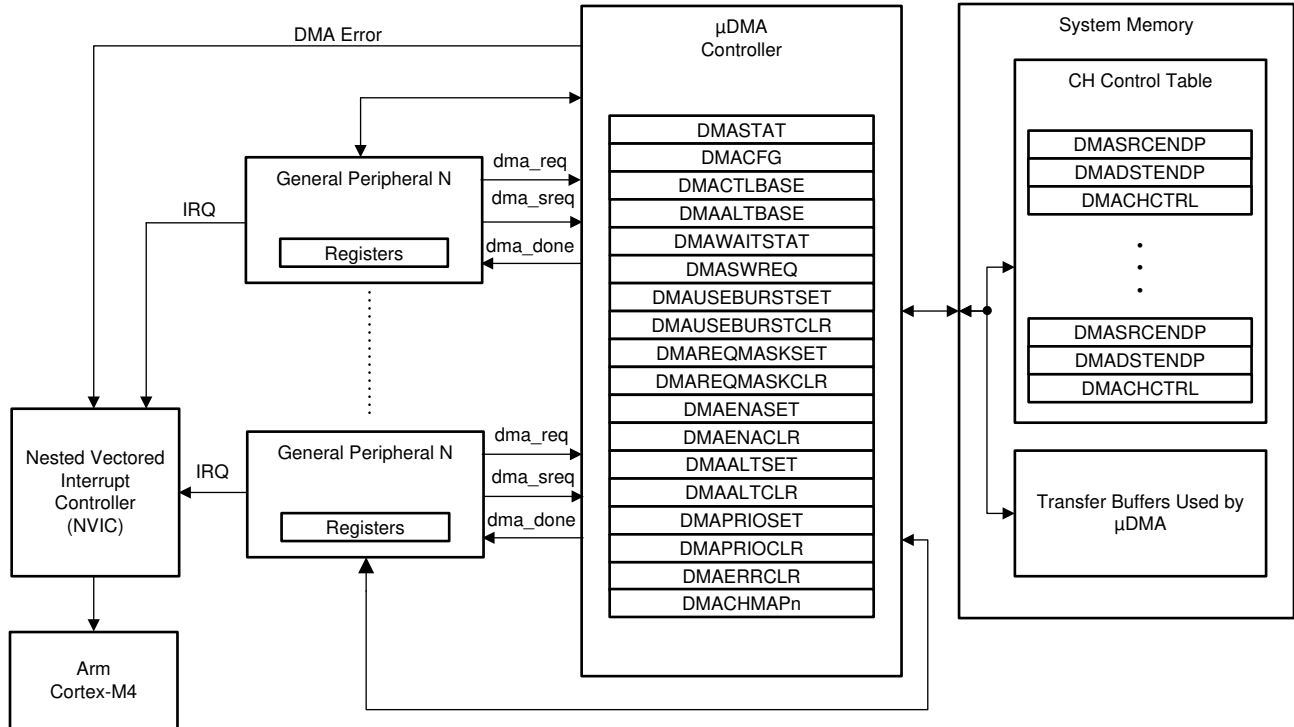 DMA Error
µDMA
Controller
DMASTAT
DMACFG
DMACTLBASE
DMAALTBASE
DMAWAITSTAT
DMASWREQ
DMAUSEBURSTSET
DMAUSEBURSTCLR
DMAREQMASKSET
DMAREQMASKCLR
DMAENASET
DMAENACLR
DMAALTSET
DMAALTCLR
DMAPRIOSET
DMAPRIOCLR
DMAERRCLR
DMACHMAPn
General Peripheral N
Registers
dma_req
dma_sreq
dma_done
IRQ
General Peripheral N
Registers
dma_req
dma_sreq
dma_done
IRQ
Nested Vectored
Interrupt
Controller
(NVIC)
Arm
Cortex-M4
System Memory
CH Control Table
DMASRCENDP
DMADSTENDP
DMACHCTRL
DMASRCENDP
DMADSTENDP
DMACHCTRL
Transfer Buffers Used by
µDMA